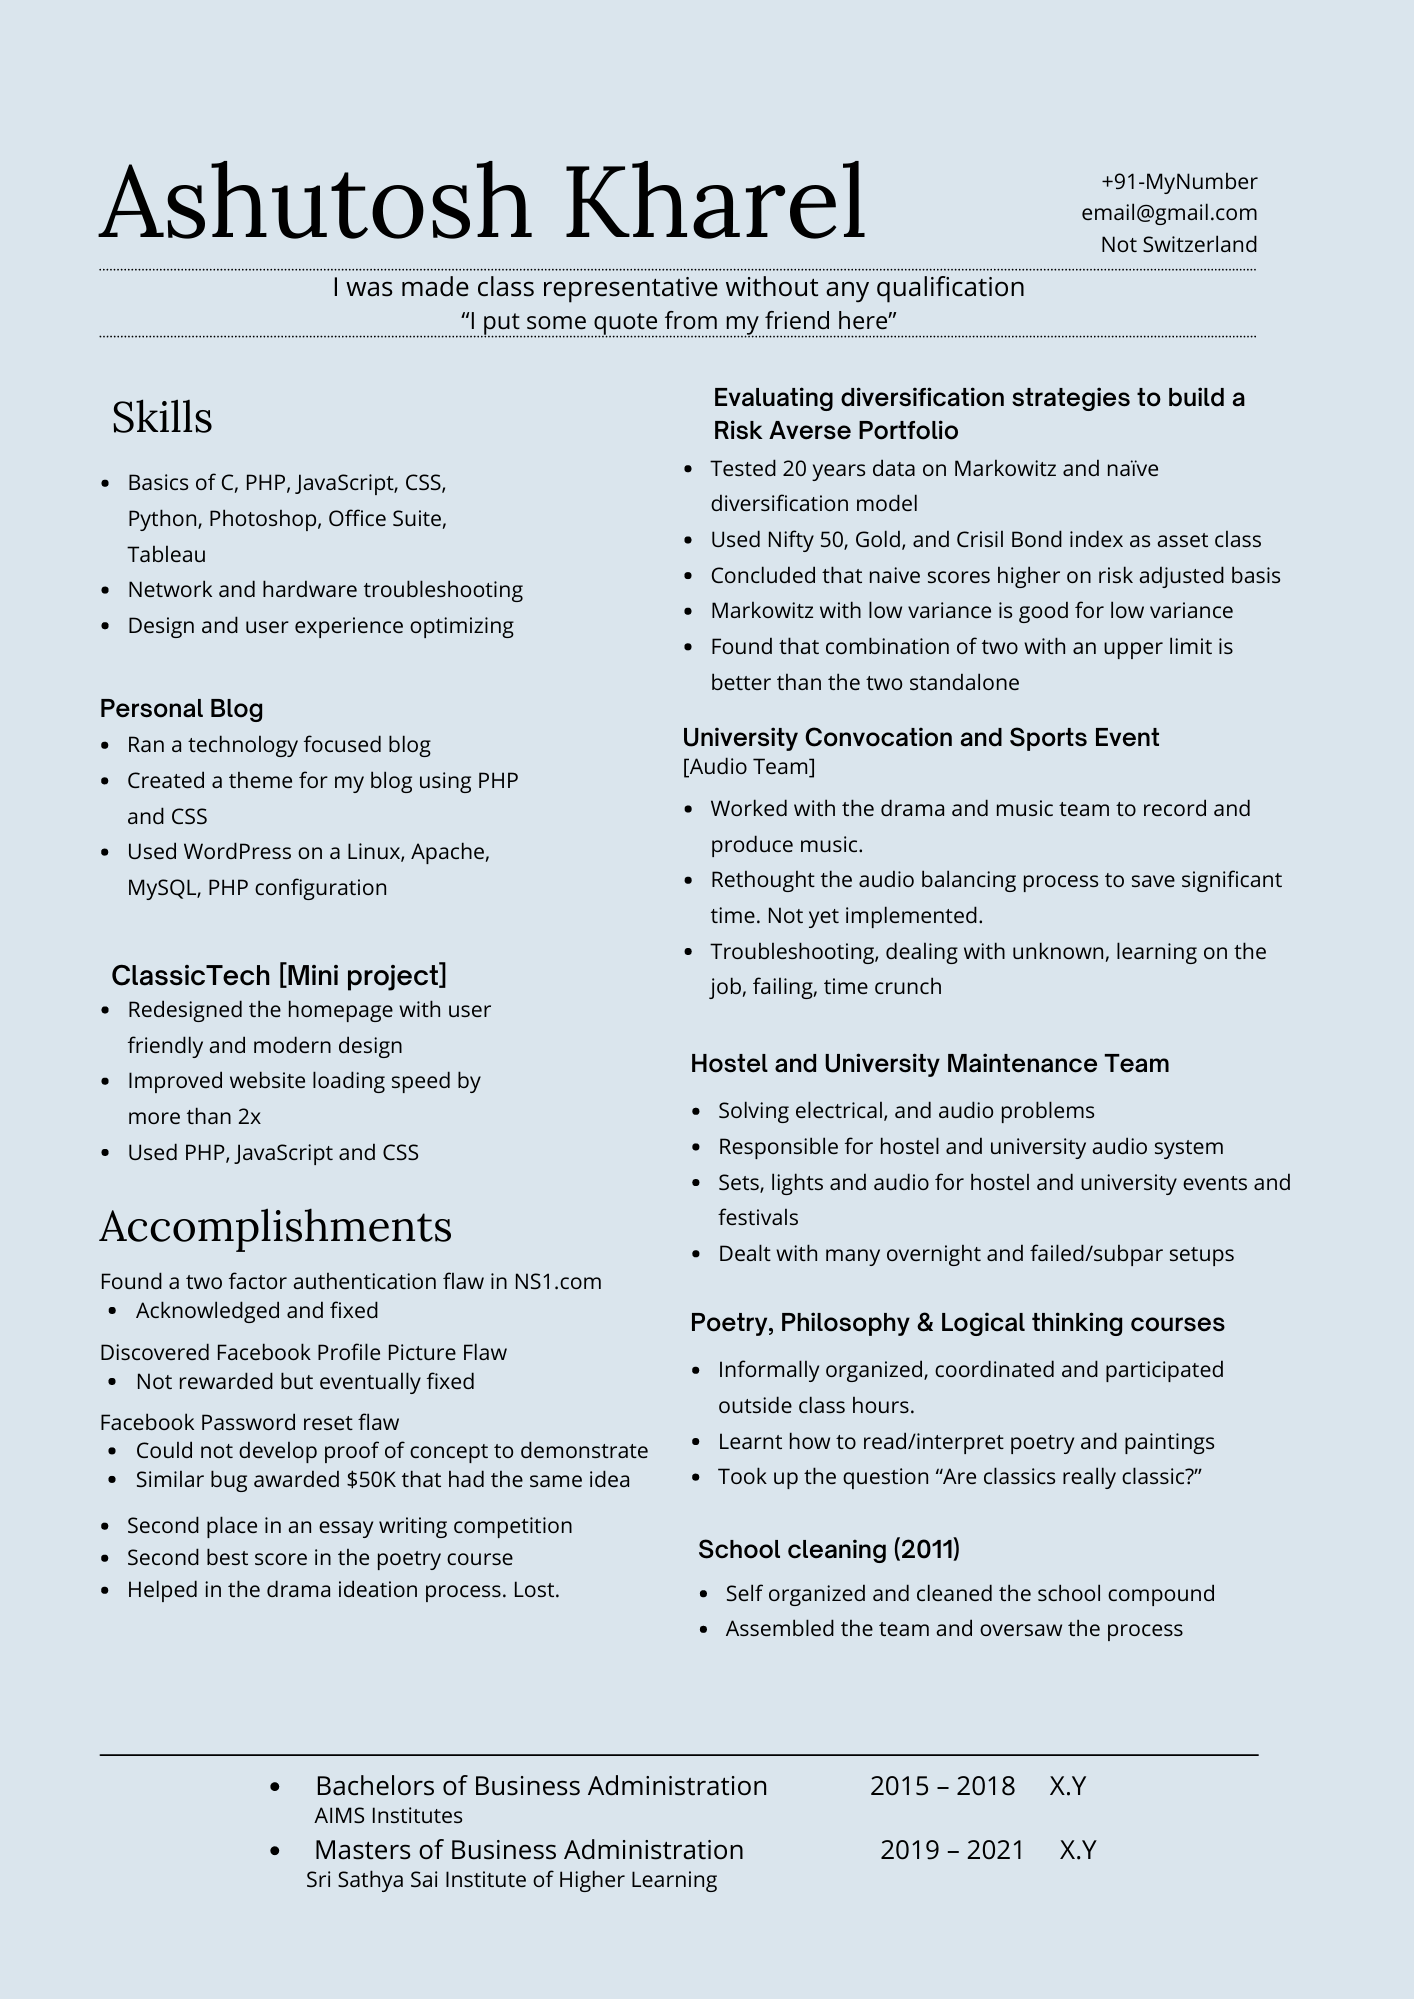 Ashutosh Kharel
+91-MyNumber
email@gmail.com
Not Switzerland
I was made class representative without any qualification
“I put some quote from my friend here”
Skills
• Basics of C, PHP, JavaScript, CSS,
Python, Photoshop, Office Suite,
Tableau
• Network and hardware troubleshooting
• Design and user experience optimizing
Personal Blog
• Ran a technology focused blog
• Created a theme for my blog using PHP
and CSS
• Used WordPress on a Linux, Apache,
MySQL, PHP configuration
ClassicTech [Mini project]
• Redesigned the homepage with user
friendly and modern design
• Improved website loading speed by
more than 2x
• Used PHP, JavaScript and CSS
Accomplishments
Found a two factor authentication flaw in NS1.com
• Acknowledged and fixed
Discovered Facebook Profile Picture Flaw
• Not rewarded but eventually fixed
Facebook Password reset flaw
• Could not develop proof of concept to demonstrate
• Similar bug awarded $50K that had the same idea
• Second place in an essay writing competition
• Second best score in the poetry course
• Helped in the drama ideation process. Lost.
Evaluating diversification strategies to build a
Risk Averse Portfolio
• Tested 20 years data on Markowitz and naïve
diversification model
• Used Nifty 50, Gold, and Crisil Bond index as asset class
• Concluded that naive scores higher on risk adjusted basis
• Markowitz with low variance is good for low variance
• Found that combination of two with an upper limit is
better than the two standalone
University Convocation and Sports Event
[Audio Team]
• Worked with the drama and music team to record and
produce music.
• Rethought the audio balancing process to save significant
time. Not yet implemented.
• Troubleshooting, dealing with unknown, learning on the
job, failing, time crunch
Hostel and University Maintenance Team
• Solving electrical, and audio problems
• Responsible for hostel and university audio system
• Sets, lights and audio for hostel and university events and
festivals
• Dealt with many overnight and failed/subpar setups
Poetry, Philosophy & Logical thinking courses
• Informally organized, coordinated and participated
outside class hours.
• Learnt how to read/interpret poetry and paintings
• Took up the question “Are classics really classic?”
School cleaning (2011)
• Self organized and cleaned the school compound
• Assembled the team and oversaw the process
• Bachelors of Business Administration 2015 – 2018 X.Y
AIMS Institutes
• Masters of Business Administration 2019 – 2021 X.Y
Sri Sathya Sai Institute of Higher Learning